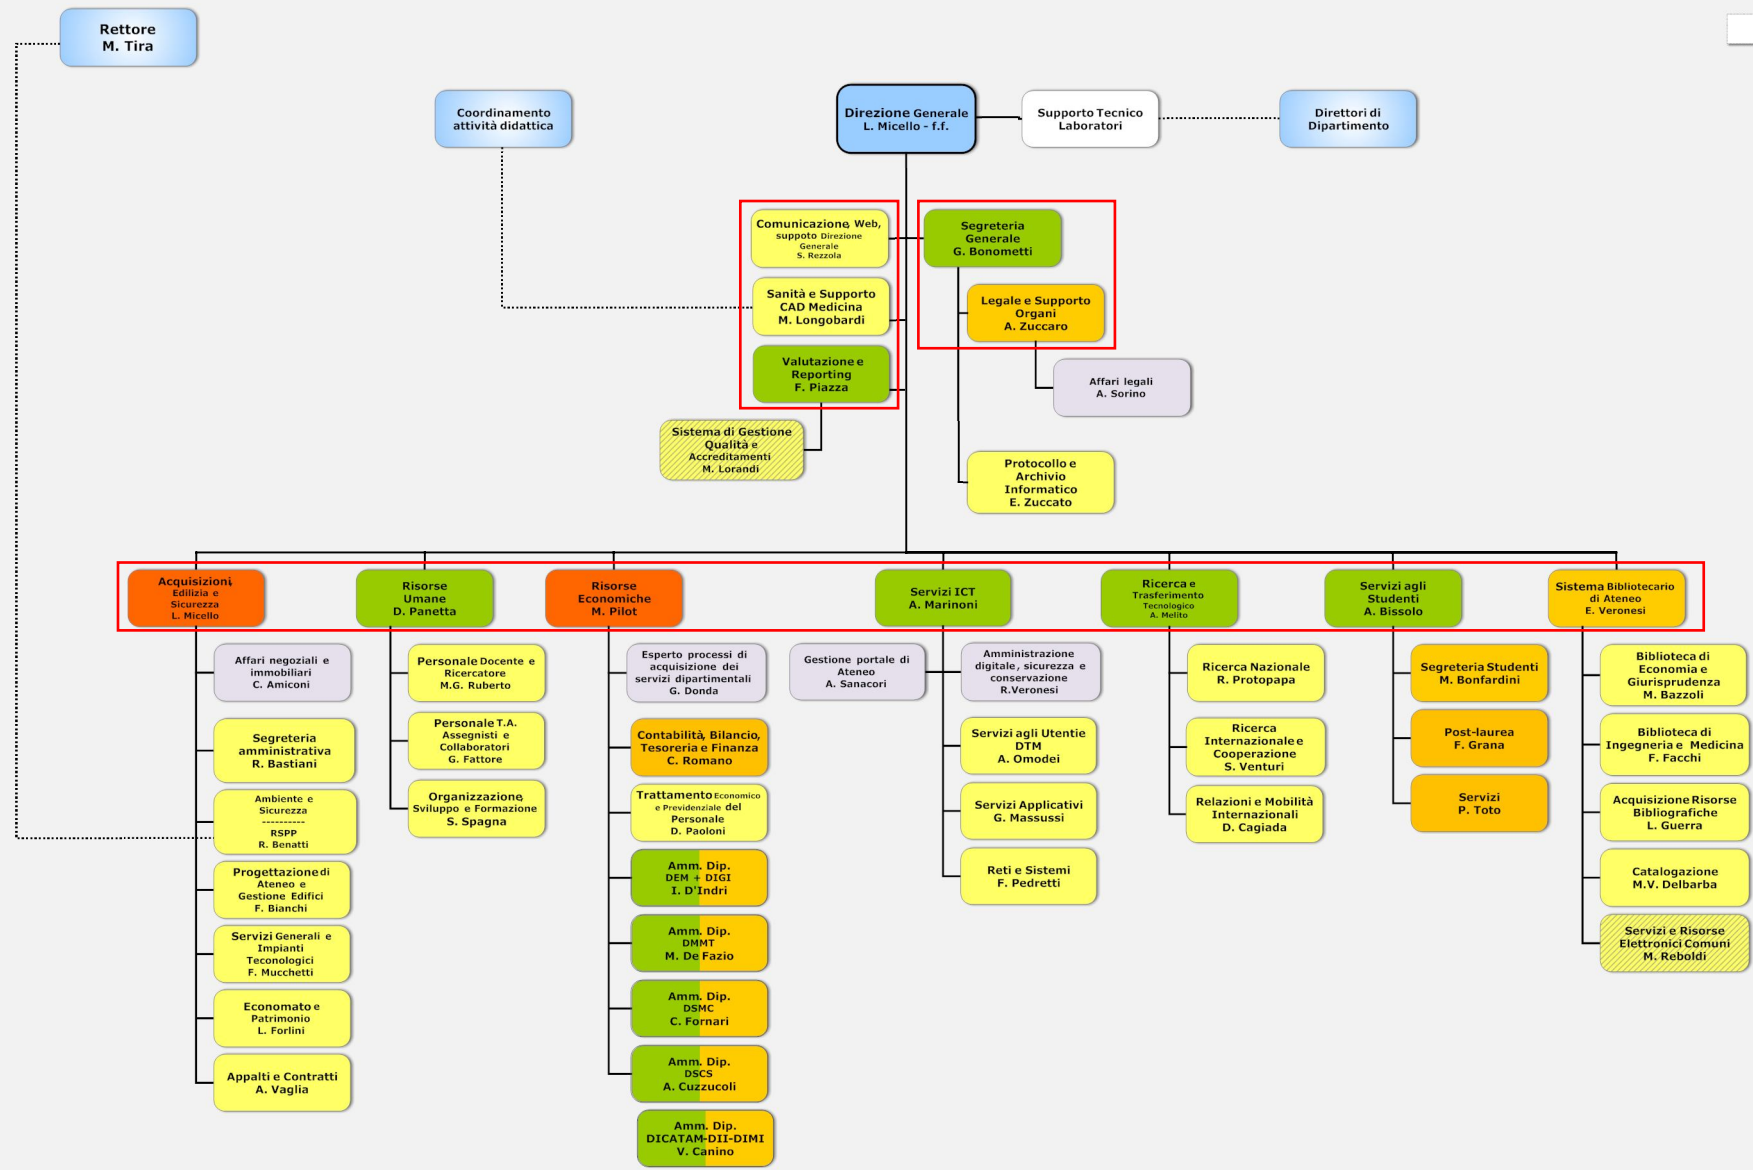 Rettore
M. Tira
Coordinamento
attività didattica
Direzione Generale
L. Micello - f.f.
Supporto Tecnico
Laboratori
Direttori di
Dipartimento
Comunicazione, Web,
suppoto Direzione
Generale
S. Rezzola
Segreteria
Generale
G. Bonometti
Sanità e Supporto
CAD Medicina
M. Longobardi
Legale e Supporto
Organi
A. Zuccaro
Valutazione e
Reporting
F. Piazza
Affari legali
A. Sorino
Sistema di Gestione
Qualità e
Accreditamenti
M. Lorandi
Protocollo e
Archivio
Informatico
E. Zuccato
Acquisizioni,
Edilizia e
Sicurezza
L. Micello
Risorse
Umane
D. Panetta
Risorse
Economiche
M. Pilot
Servizi ICT
A. Marinoni
Ricerca e
Trasferimento
Tecnologico
A. Melito
Servizi agli
Studenti
A. Bissolo
Sistema Bibliotecario
di Ateneo
E. Veronesi
Affari negoziali e
immobiliari
C. Amiconi
Segreteria
amministrativa
R. Bastiani
Ambiente e
Sicurezza
----------
RSPP
R. Benatti
Progettazione di
Ateneo e
Gestione Edifici
F. Bianchi
Servizi Generali e
Impianti
Teconologici
F. Mucchetti
Economato e
Patrimonio
L. Forlini
Appalti e Contratti
A. Vaglia
Personale Docente e
Ricercatore
M.G. Ruberto
Personale T.A.
Assegnisti e
Collaboratori
G. Fattore
Organizzazione,
Sviluppo e Formazione
S. Spagna
Esperto processi di
acquisizione dei
servizi dipartimentali
G. Donda
Contabilità, Bilancio,
Tesoreria e Finanza
C. Romano
Trattamento Economico
e Previdenziale del
Personale
D. Paoloni
Amm. Dip.
DEM + DIGI
I. D'Indri
Amm. Dip.
DMMT
M. De Fazio
Amm. Dip.
DSMC
C. Fornari
Amm. Dip.
DSCS
A. Cuzzucoli
Amm. Dip.
DICATAM-DII-DIMI
V. Canino
Gestione portale di
Ateneo
A. Sanacori
Amministrazione
digitale, sicurezza e
conservazione
R.Veronesi
Servizi agli Utentie
DTM
A. Omodei
Servizi Applicativi
G. Massussi
Reti e Sistemi
F. Pedretti
Ricerca Nazionale
R. Protopapa
Ricerca
Internazionale e
Cooperazione
S. Venturi
Relazioni e Mobilità
Internazionali
D. Cagiada
Segreteria Studenti
M. Bonfardini
Post-laurea
F. Grana
Servizi
P. Toto
Biblioteca di
Economia e
Giurisprudenza
M. Bazzoli
Biblioteca di
Ingegneria e Medicina
F. Facchi
Acquisizione Risorse
Bibliografiche
L. Guerra
Catalogazione
M.V. Delbarba
Servizi e Risorse
Elettronici Comuni
M. Reboldi